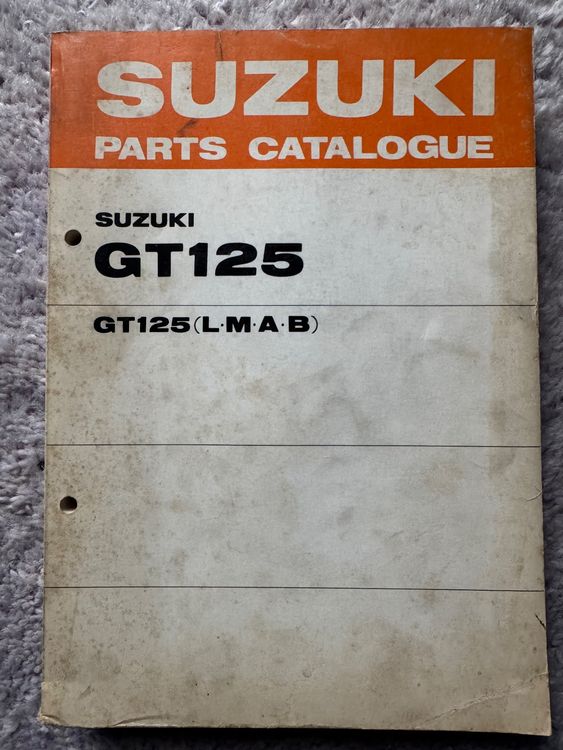 SUZUKI
PARTS CATALOGUE
SUZUKI
GT125
GT125(L·M·A·B)